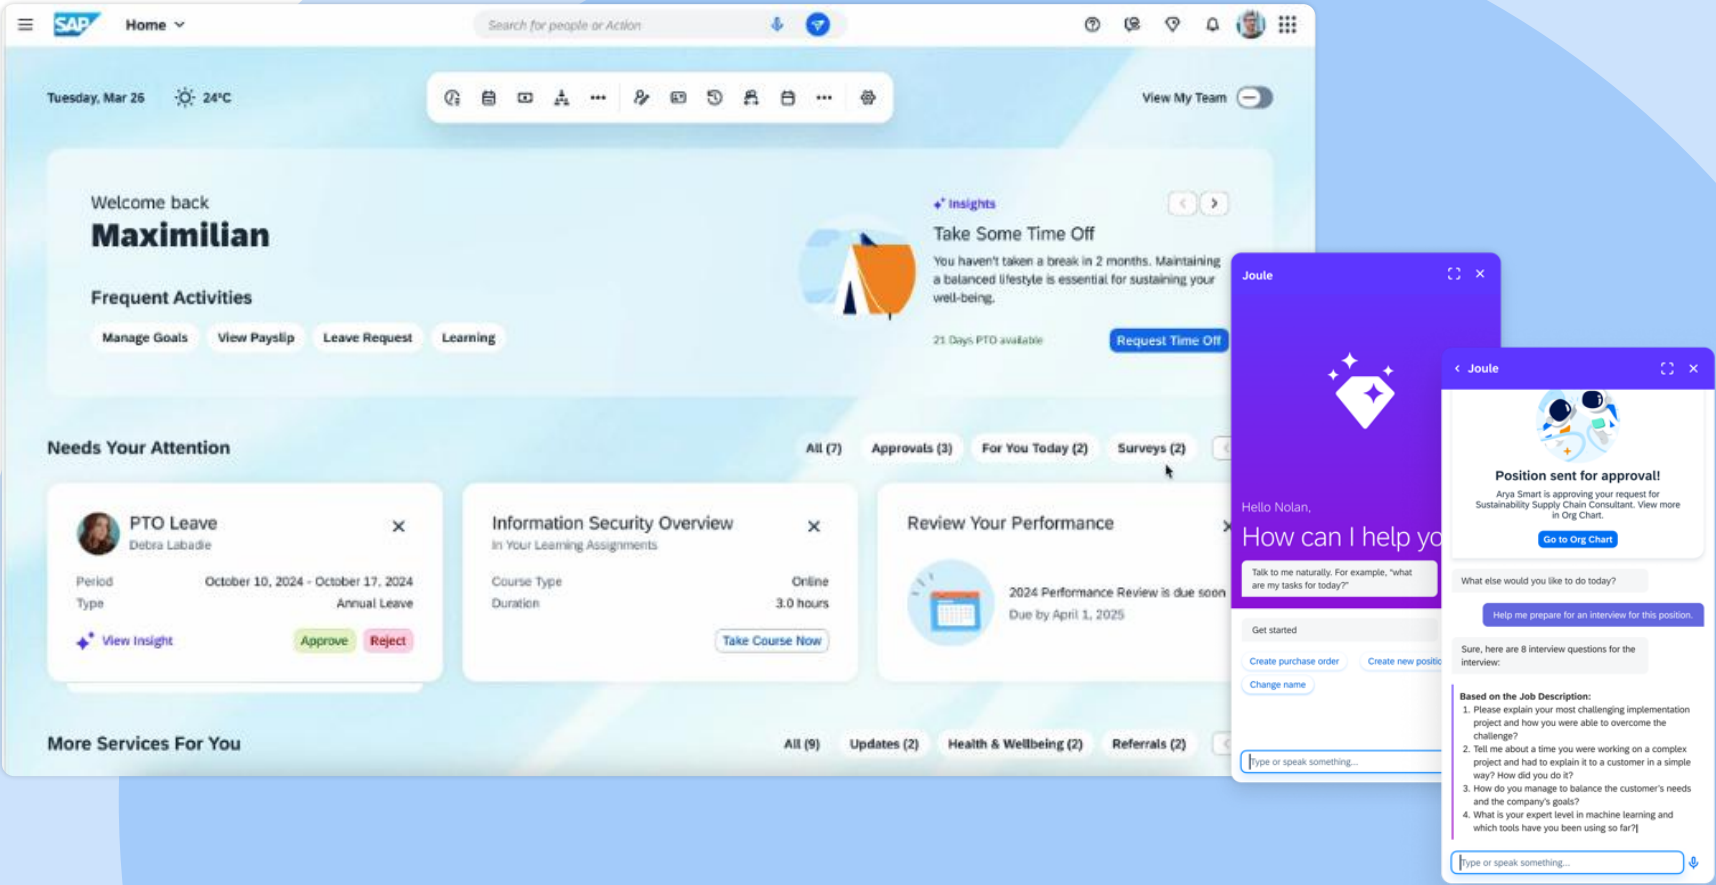 SAP
Home
Search for people or Action
Tuesday, Mar 26
24°C
View My Team
Welcome back
Maximilian
Frequent Activities
Manage Goals
View Payslip
Leave Request
Learning
Insights
Take Some Time Off
You haven't taken a break in 2 months. Maintaining
a balanced lifestyle is essential for sustaining your
well-being.
21 Days PTO available
Request Time Off
Needs Your Attention
All (7)
Approvals (3)
For You Today (2)
Surveys (2)
PTO Leave
Debra Labadie
Period
October 10, 2024 - October 17, 2024
Type
Annual Leave
View Insight
Approve
Reject
Information Security Overview
In Your Learning Assignments
Course Type
Online
Duration
3.0 hours
Take Course Now
Review Your Performance
2024 Performance Review is due soon
Due by April 1, 2025
More Services For You
All (9)
Updates (2)
Health & Wellbeing (2)
Referrals (2)
Joule
Hello Nolan,
How can I help yo
Talk to me naturally. For example, "what
are my tasks for today?"
Get started
Create purchase order
Create new positio
Change name
Type or speak something...
Joule
Position sent for approval!
Arya Smart is approving your request for
Sustainability Supply Chain Consultant. View more
in Org Chart.
Go to Org Chart
What else would you like to do today?
Help me prepare for an interview for this position.
Sure, here are 8 interview questions for the
interview:
Based on the Job Description:
1. Please explain your most challenging implementation
project and how you were able to overcome the
challenge?
2. Tell me about a time you were working on a complex
project and had to explain it to a customer in a simple
way? How did you do it?
3. How do you manage to balance the customer's needs
and the company's goals?
4. What is your expert level in machine learning and
which tools have you been using so far?
Type or speak something...